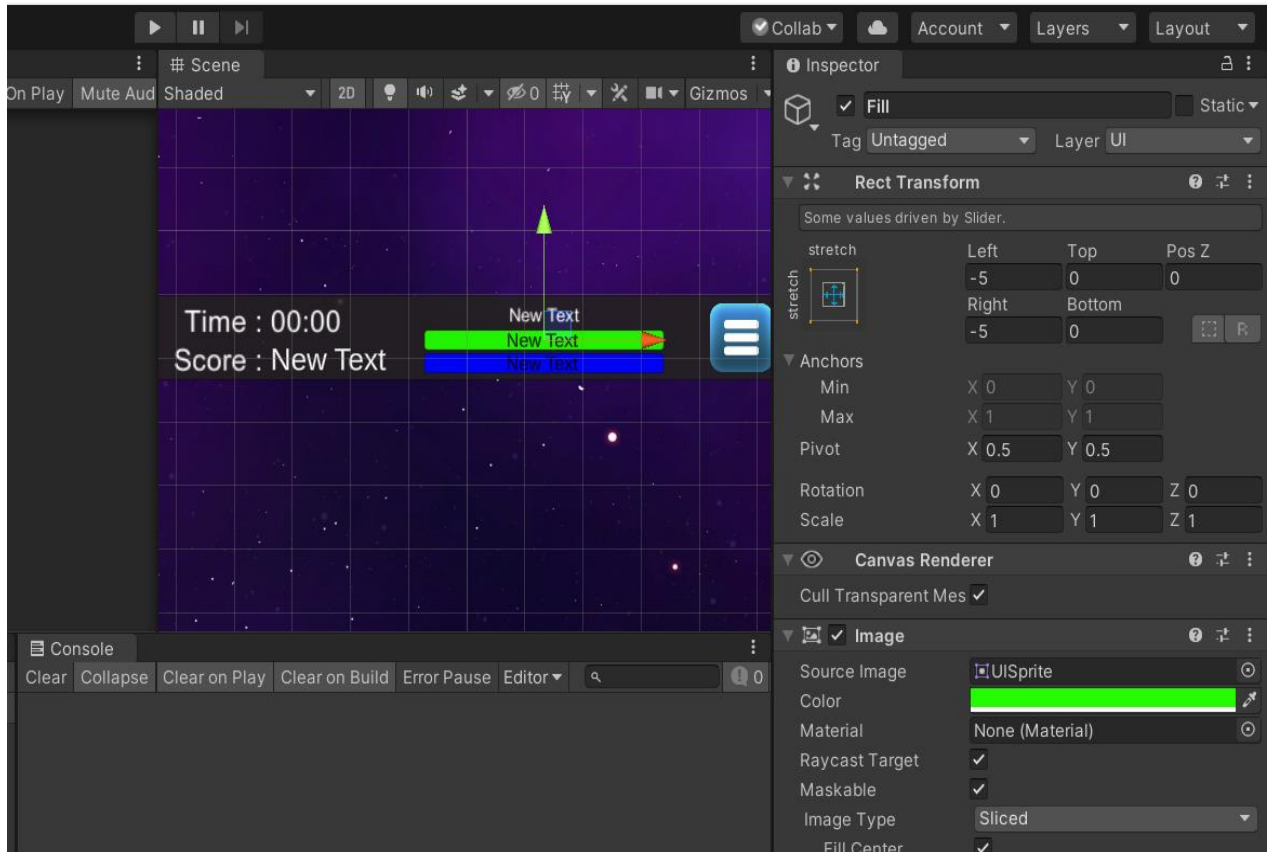 Collab
Account
Layers
Layout
# Scene
Inspector
On Play
Mute Aud
Shaded
2D
0
Gizmos
Fill
Static
Tag Untagged
Layer UI
Rect Transform
Some values driven by Slider.
stretch
stretch
Left
Top
Pos Z
-5
0
0
Right
Bottom
-5
0
R
Anchors
Min
X 0
Y 0
Max
X 1
Y 1
Pivot
X 0.5
Y 0.5
Rotation
X 0
Y 0
Z 0
Scale
X 1
Y 1
Z 1
Time : 00:00
Score : New Text
New Text
New Text
New Text
Canvas Renderer
Cull Transparent Mes
Image
Source Image
UISprite
Color
Material
None (Material)
Raycast Target
Maskable
Image Type
Sliced
Fill Center
Console
Clear
Collapse
Clear on Play
Clear on Build
Error Pause
Editor
0